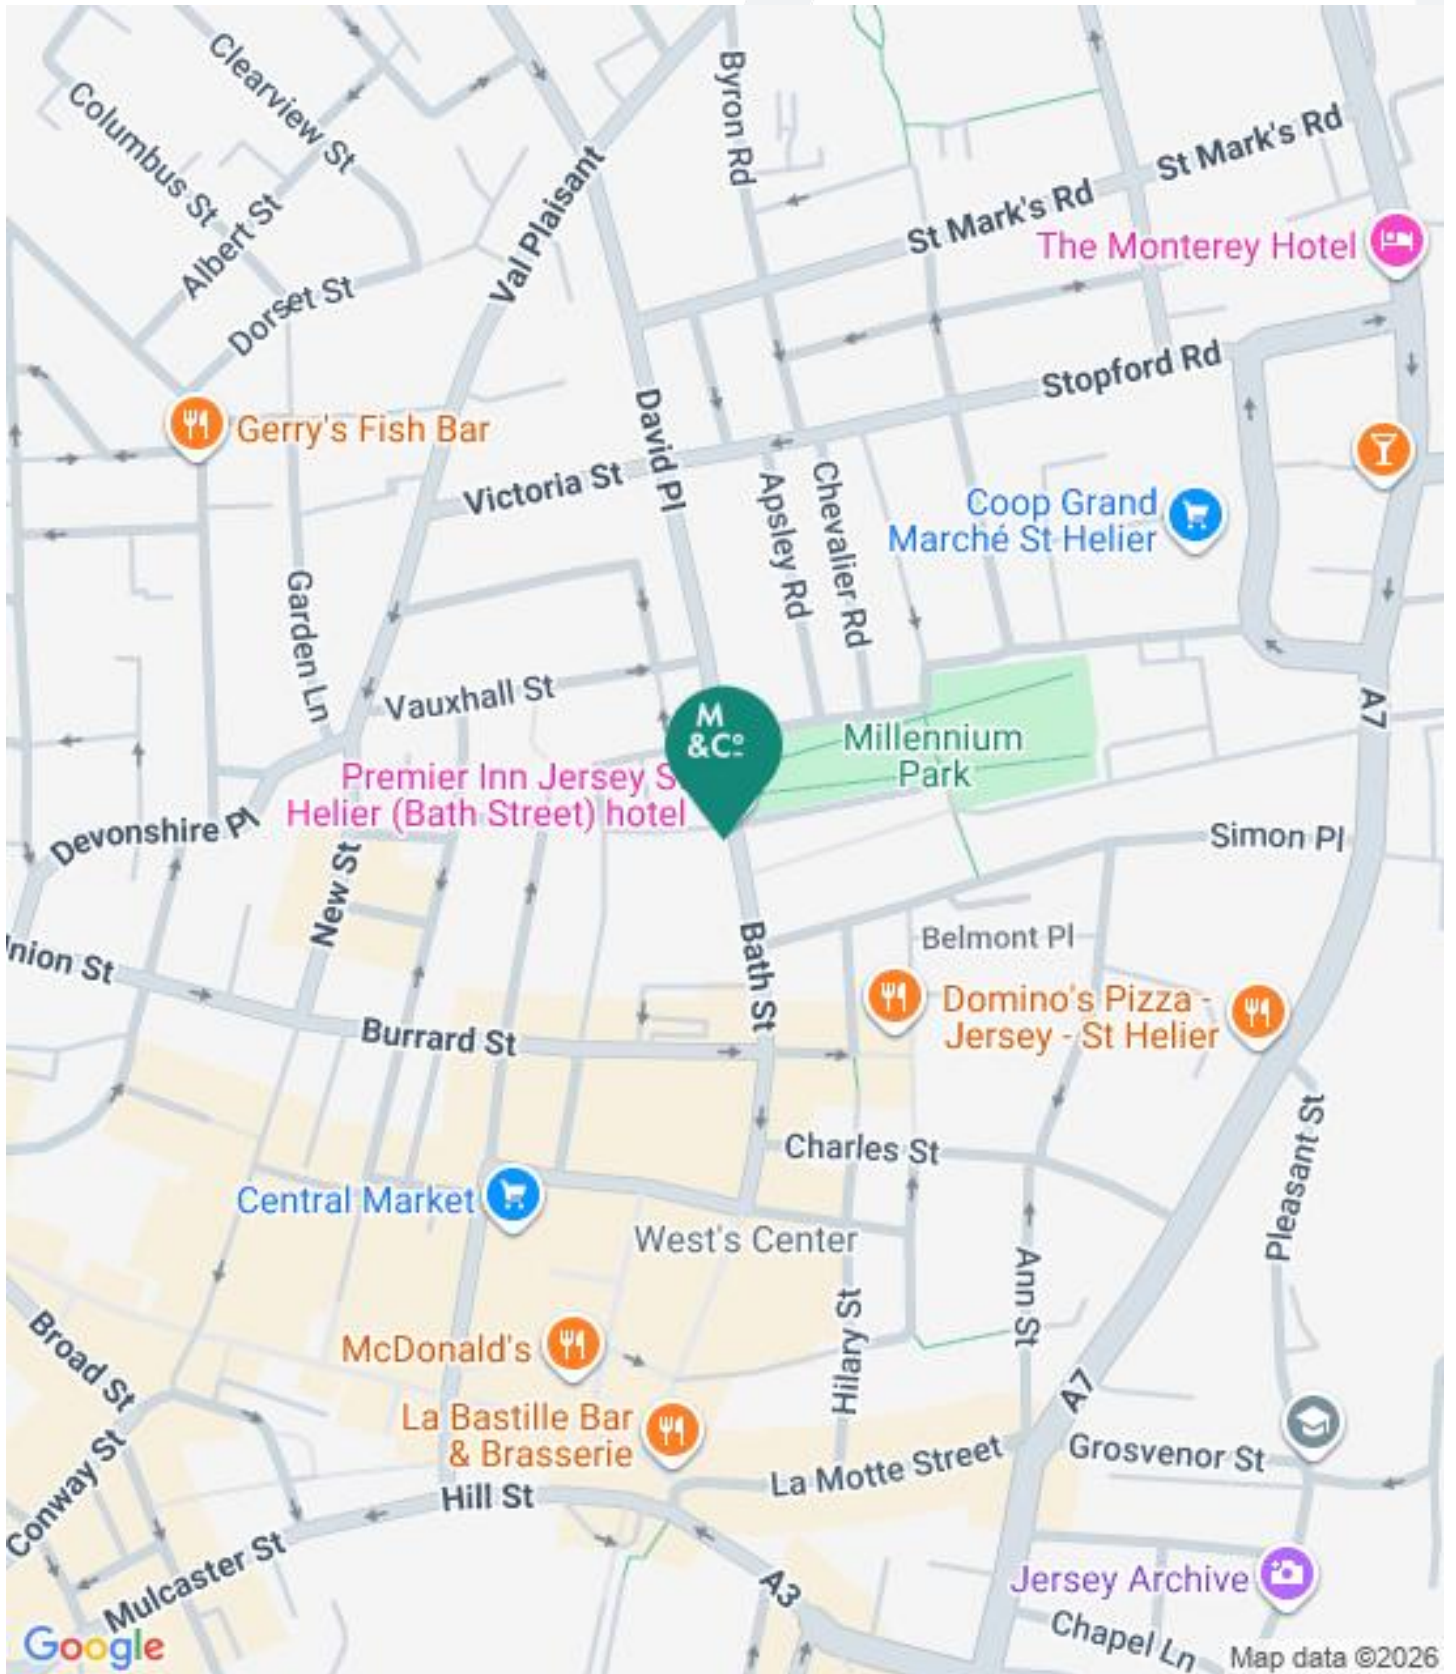 Clearview St
Columbus St
Byron Rd
St Mark's Rd
St Mark's Rd
Val Plaisant
Albert St
The Monterey Hotel
Dorset St
Stopford Rd
David Pl
Gerry's Fish Bar
Victoria St
Apsley Rd
Chevalier Rd
Coop Grand
Marché St Helier
Garden Ln
Vauxhall St
A7
M
&Co
Millennium
Park
Premier Inn Jersey S
Helier (Bath Street) hotel
Devonshire Pl
Simon Pl
New St
Bath St
Belmont Pl
nion St
Domino's Pizza -
Jersey - St Helier
Burrard St
Charles St
Pleasant St
Central Market
West's Center
Ann St
Hilary St
Broad St
McDonald's
A7
La Bastille Bar
& Brasserie
Grosvenor St
La Motte Street
Conway St
Hill St
Mulcaster St
A3
Jersey Archive
Chapel Ln
Google
Map data ©2026